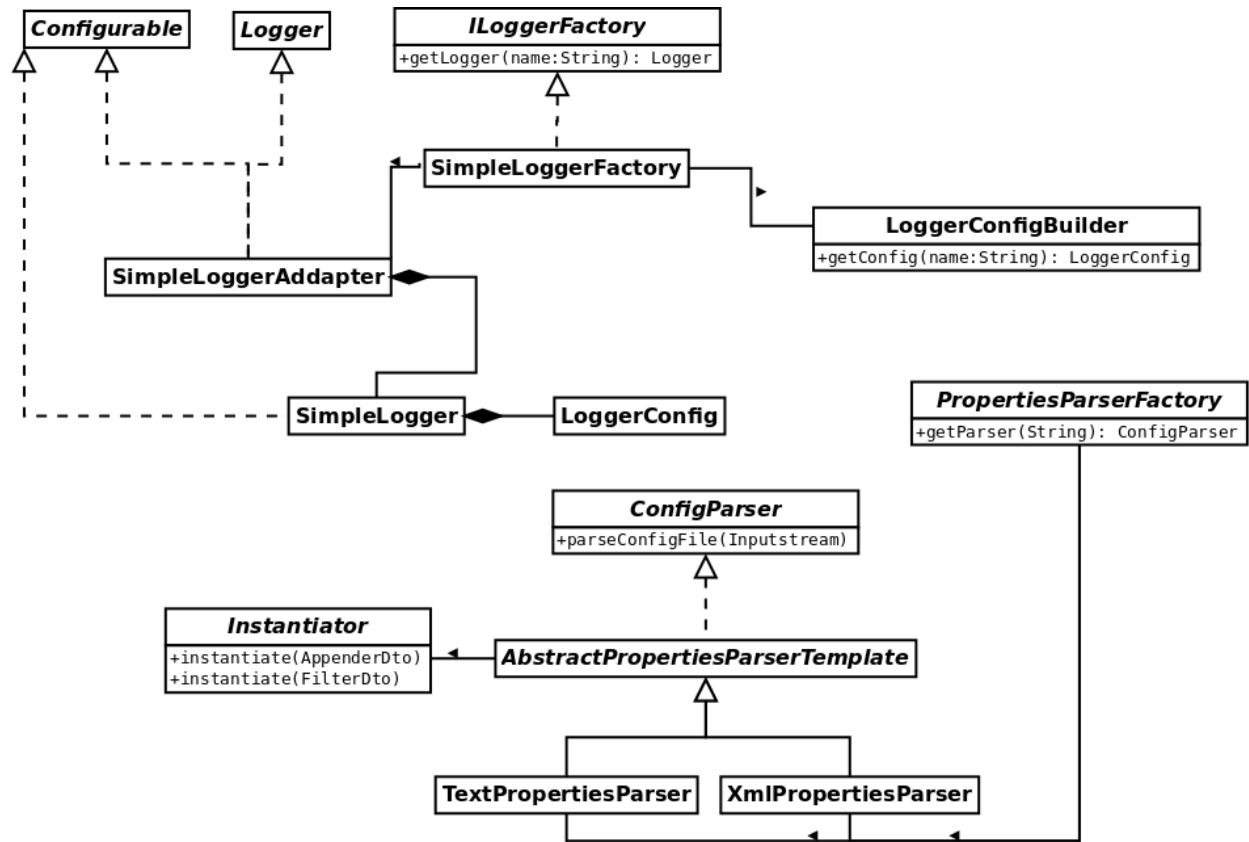 Configurable
Logger
ILoggerFactory
+getLogger(name:String): Logger
SimpleLoggerFactory
LoggerConfigBuilder
+getConfig(name:String): LoggerConfig
SimpleLoggerAddapter
SimpleLogger
LoggerConfig
PropertiesParserFactory
+getParser(String): ConfigParser
ConfigParser
+parseConfigFile(Inputstream)
Instantiator
+instantiate(AppenderDto)
+instantiate(FilterDto)
AbstractPropertiesParserTemplate
TextPropertiesParser
XmlPropertiesParser